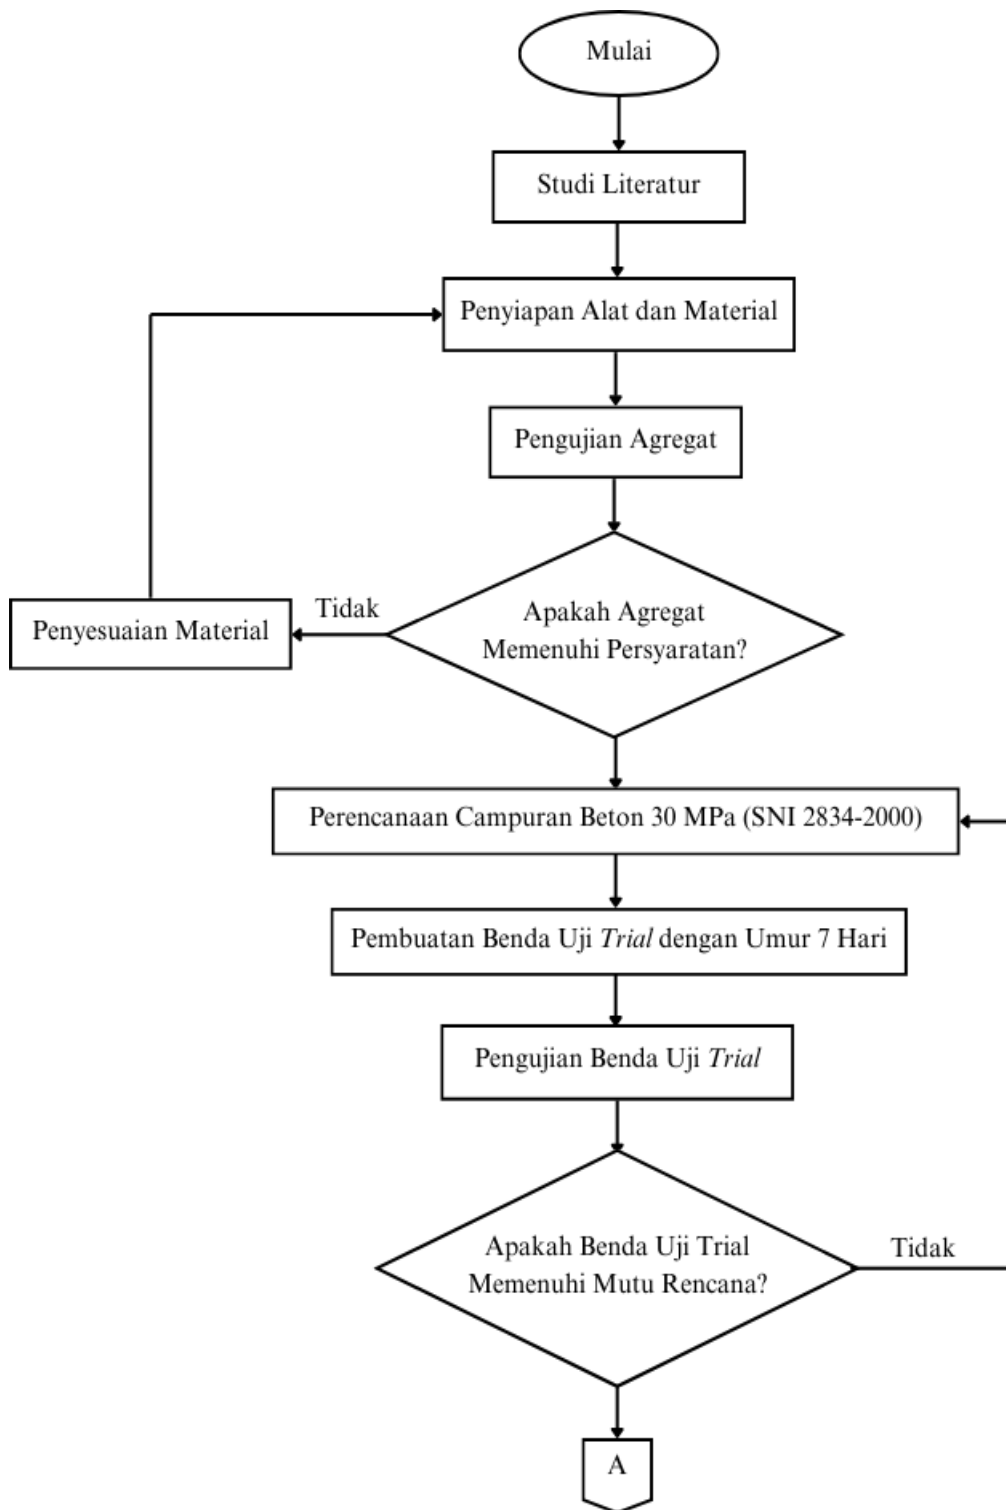 Mulai
Studi Literatur
Penyiapan Alat dan Material
Pengujian Agregat
Apakah Agregat
Memenuhi Persyaratan?
Tidak
Penyesuaian Material
Perencanaan Campuran Beton 30 MPa (SNI 2834-2000)
Pembuatan Benda Uji Trial dengan Umur 7 Hari
Pengujian Benda Uji Trial
Apakah Benda Uji Trial
Memenuhi Mutu Rencana?
Tidak
A